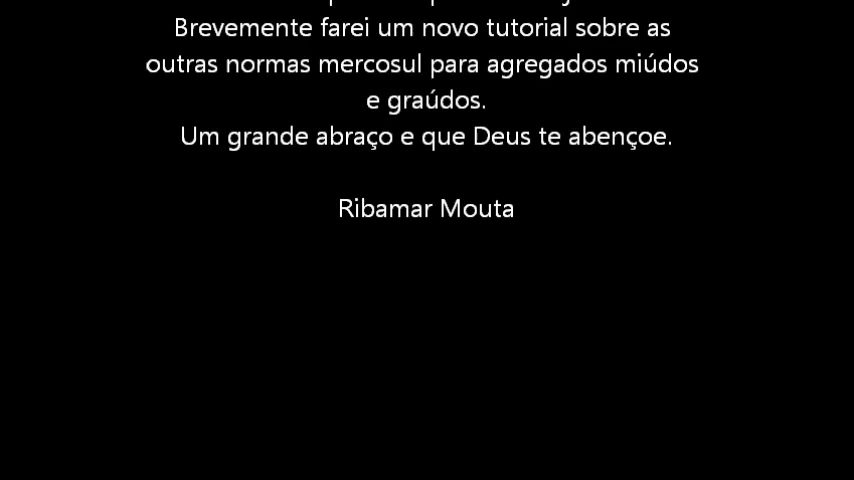 Brevemente farei um novo tutorial sobre as
outras normas mercosul para agregados miúdos
e graúdos.
Um grande abraço e que Deus te abençoe.
Ribamar Mouta